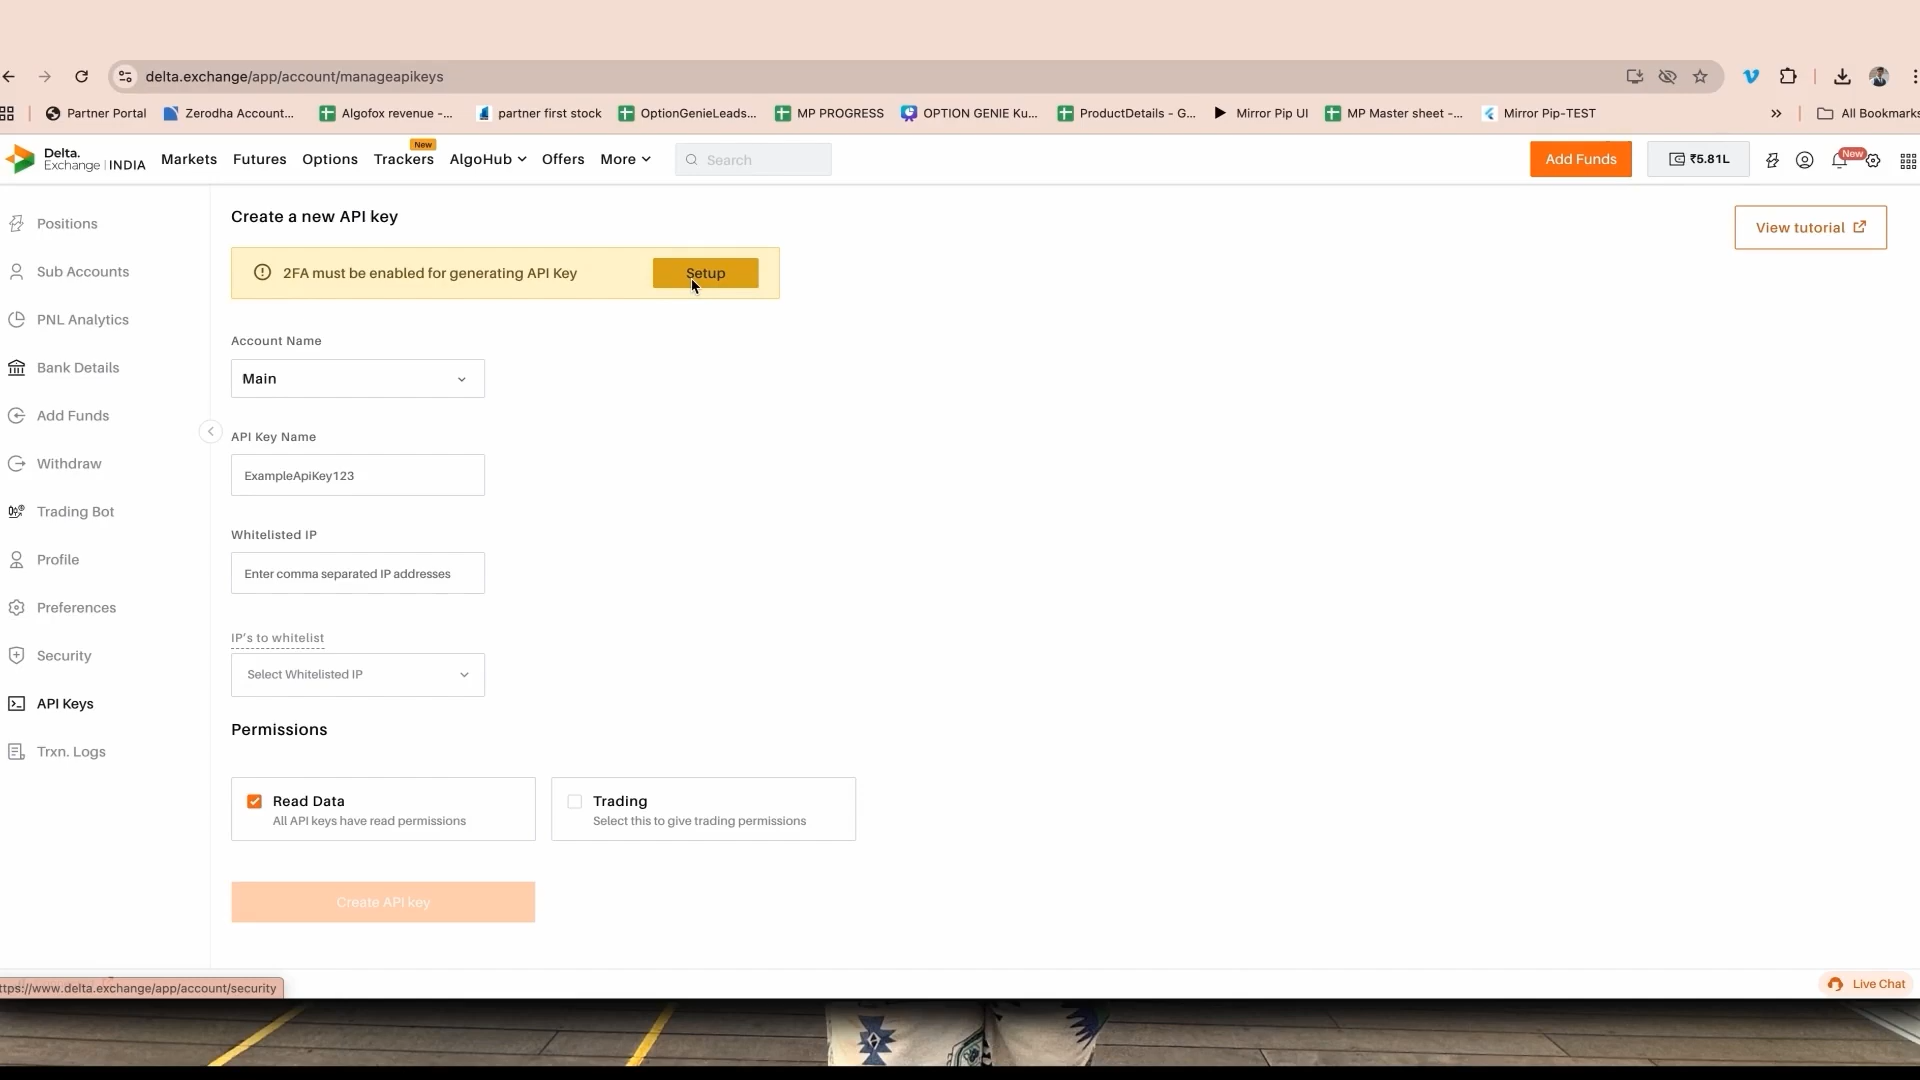 delta.exchange/app/account/manageapikeys
Partner Portal
Zerodha Account...
Algofox revenue -...
partner first stock
OptionGenieLeads...
MP PROGRESS
OPTION GENIE Ku...
ProductDetails - G...
Mirror Pip UI
MP Master sheet -...
Mirror Pip-TEST
»
All Bookmarks
Delta.
Exchange | INDIA
Markets
Futures
Options
New
Trackers
AlgoHub
Offers
More
Search
Add Funds
₹5.81L
New
Positions
Sub Accounts
PNL Analytics
Bank Details
Add Funds
Withdraw
Trading Bot
Profile
Preferences
Security
API Keys
Trxn. Logs
Create a new API key
View tutorial
2FA must be enabled for generating API Key
Setup
Account Name
Main
API Key Name
ExampleApiKey123
Whitelisted IP
Enter comma separated IP addresses
IP's to whitelist
Select Whitelisted IP
Permissions
Read Data
All API keys have read permissions
Trading
Select this to give trading permissions
Create API key
ttps://www.delta.exchange/app/account/security
Live Chat